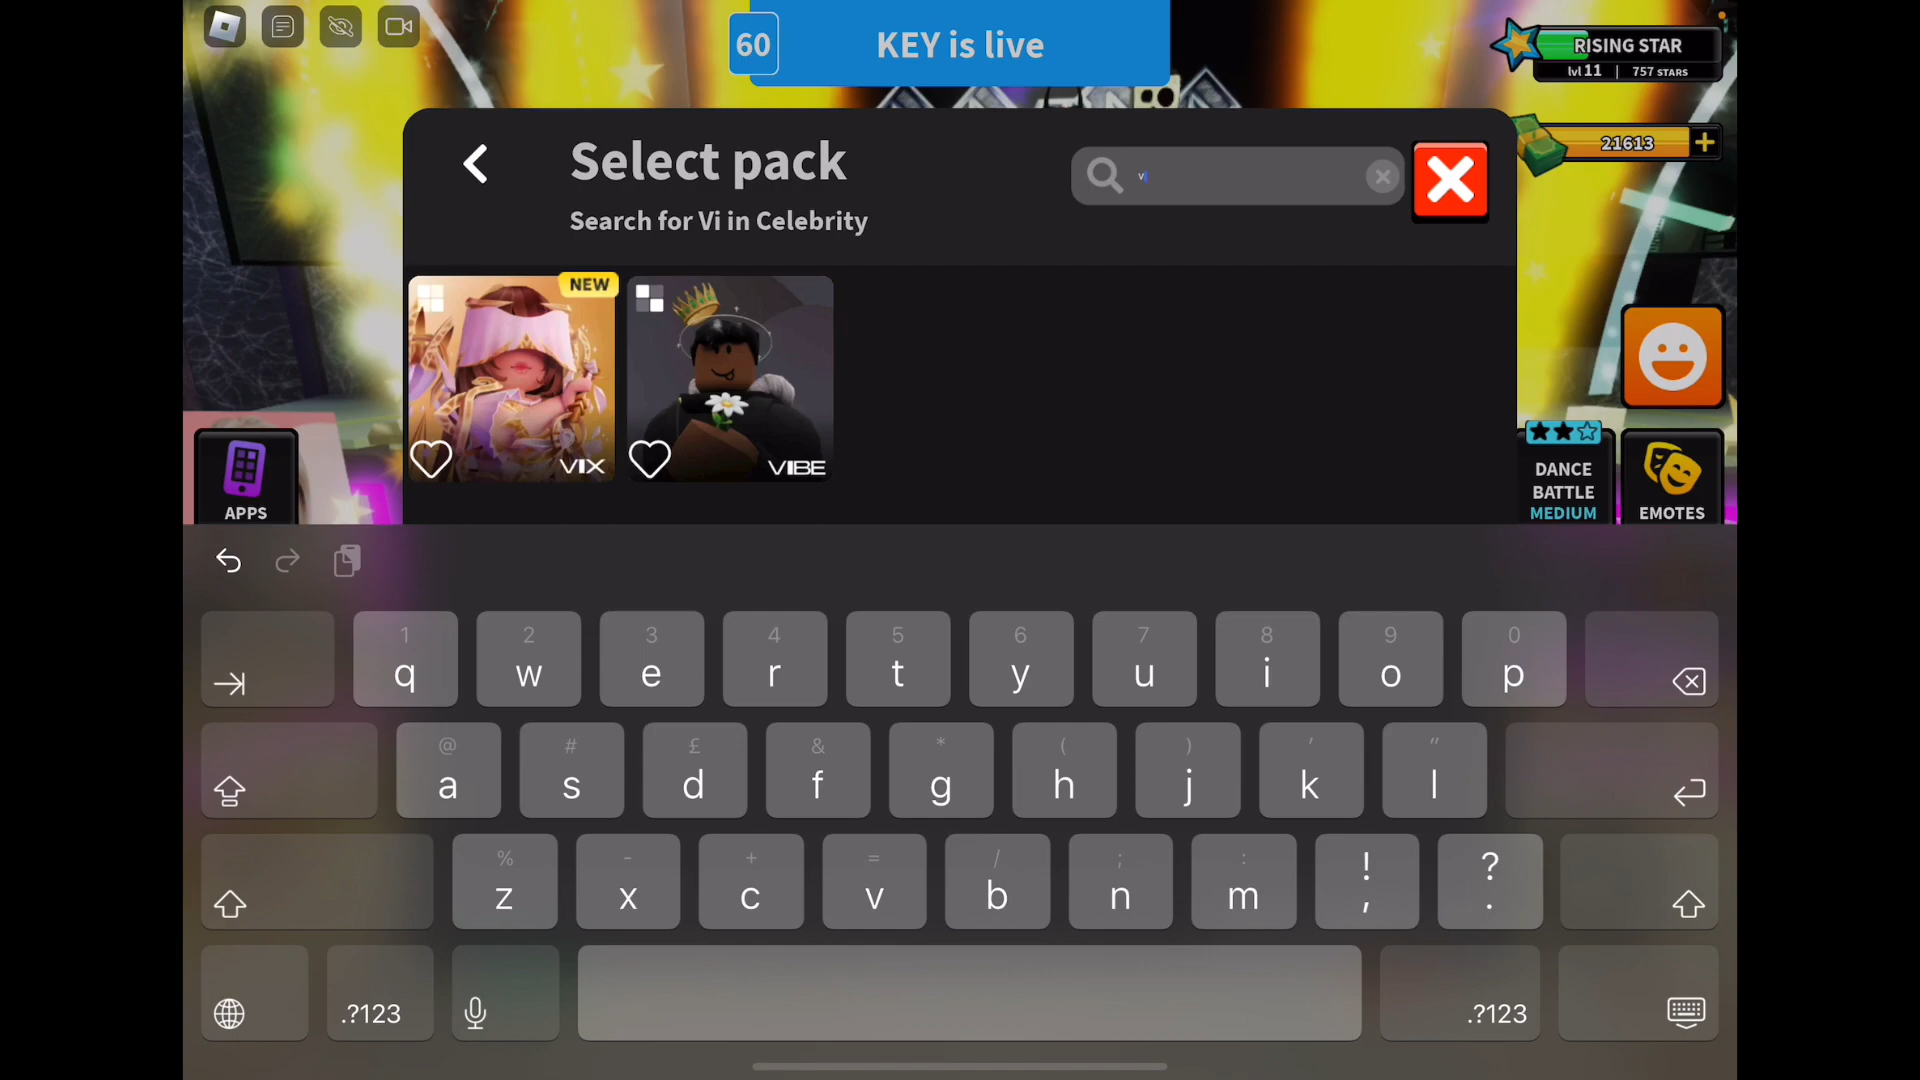 60
KEY is live
RISING STAR
lvl 11 | 757 STARS
21613
Select pack
Search for Vi in Celebrity
v
NEW
VIX
VIBE
APPS
DANCE
BATTLE
MEDIUM
EMOTES
1 2 3 4 5 6 7 8 9 0
q w e r t y u i o p
@ # £ & * ( ) ' "
a s d f g h j k l
% - + = / ; : ! ?
z x c v b n m , .
.?123
.?123